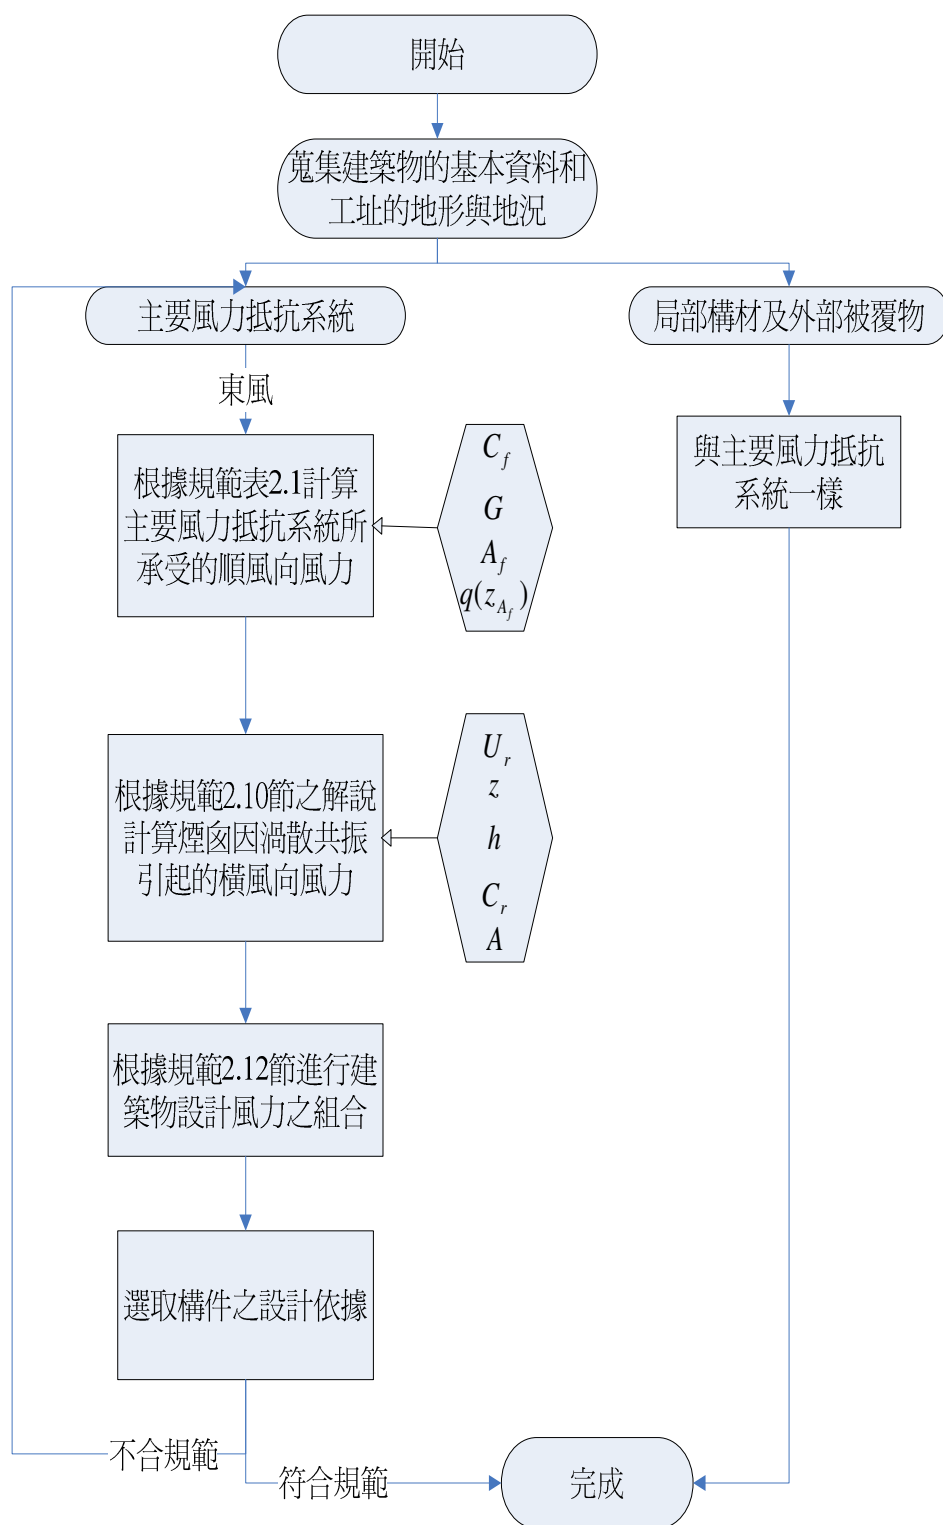 開始
蒐集建築物的基本資料和
工址的地形與地況
主要風力抵抗系統
局部構材及外部被覆物
東風
根據規範表2.1計算
主要風力抵抗系統所
承受的順風向風力
C_f
G
A_f
q(z_{A_f})
與主要風力抵抗
系統一樣
根據規範2.10節之解說
計算煙囪因渦散共振
引起的橫風向風力
U_r
z
h
C_r
A
根據規範2.12節進行建
築物設計風力之組合
選取構件之設計依據
不合規範
符合規範
完成